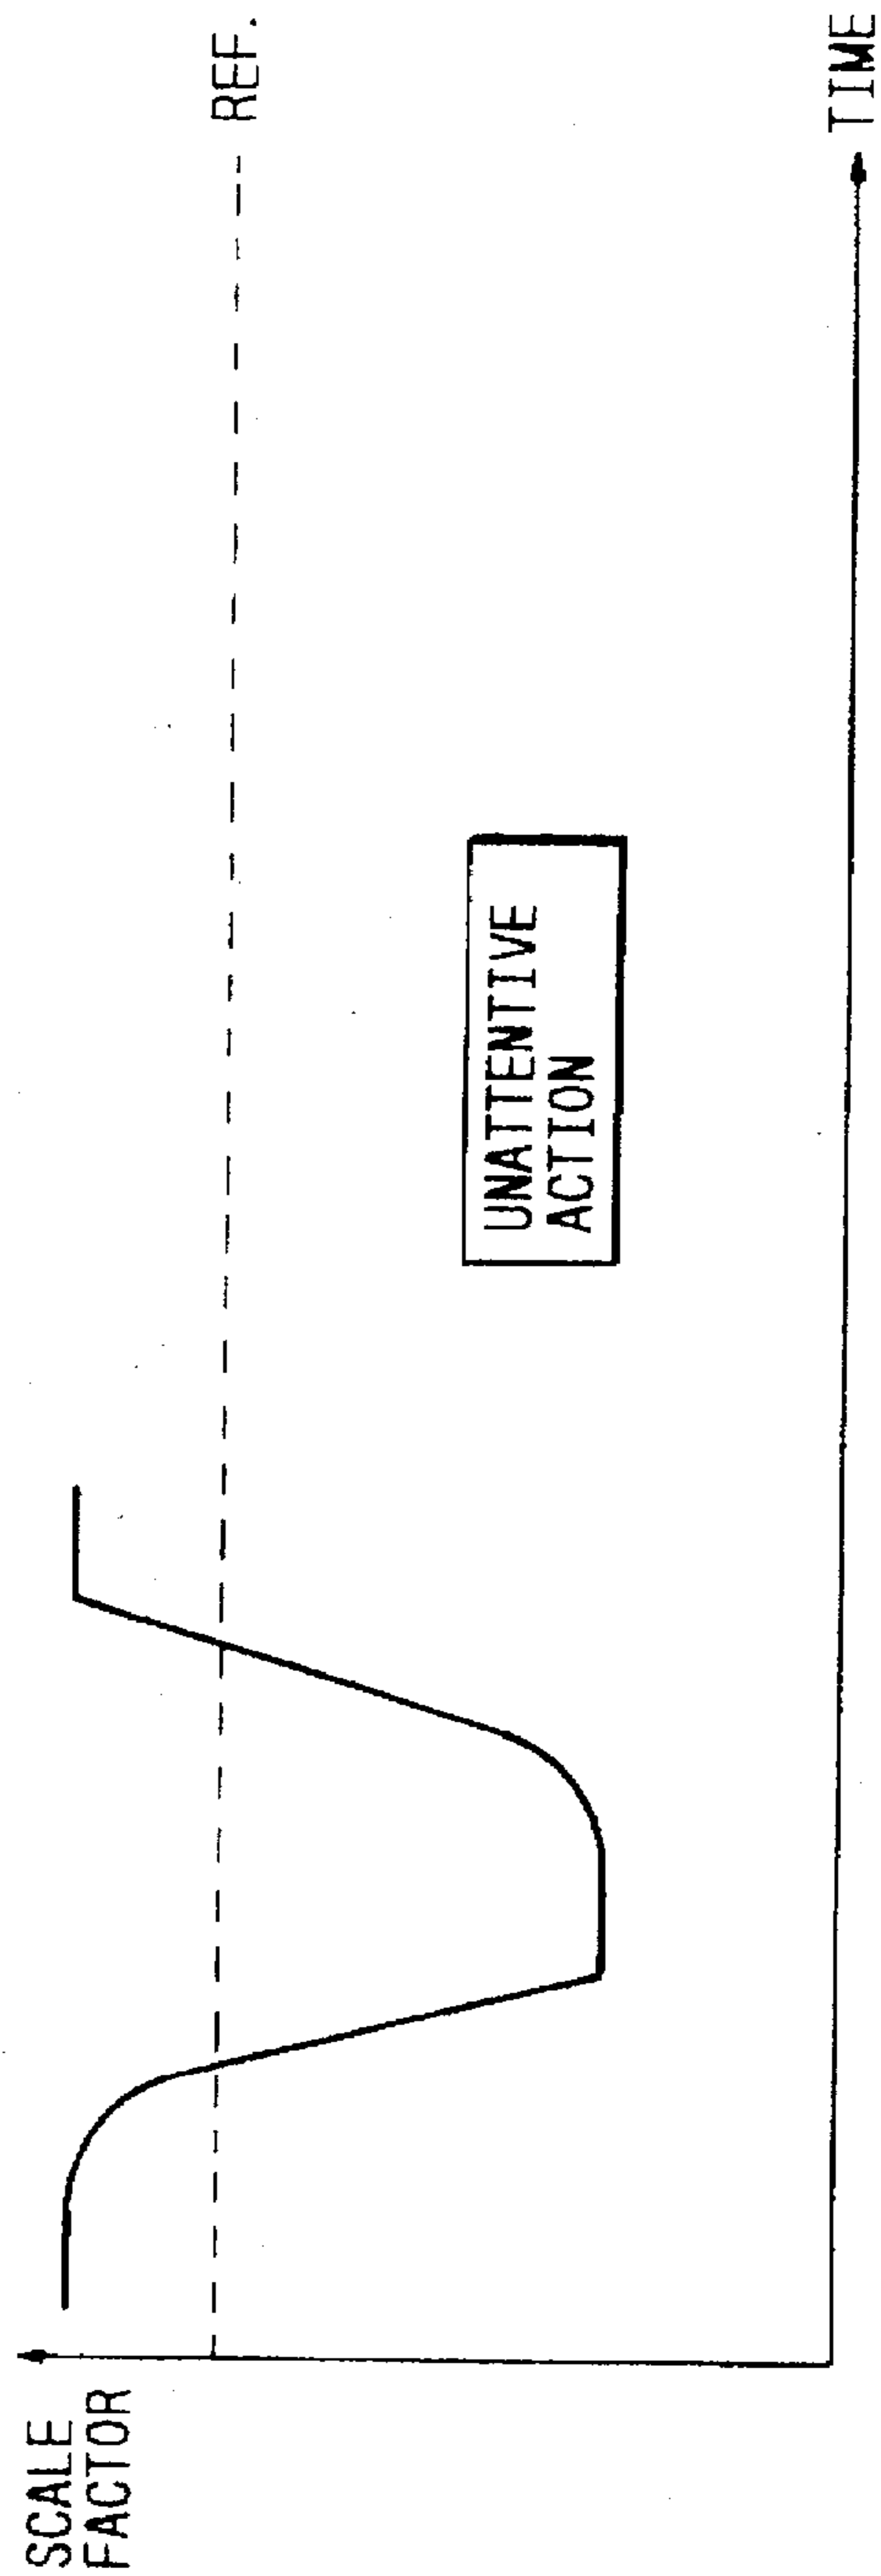 SCALE
FACTOR
REF.
UNATTENTIVE
ACTION
TIME